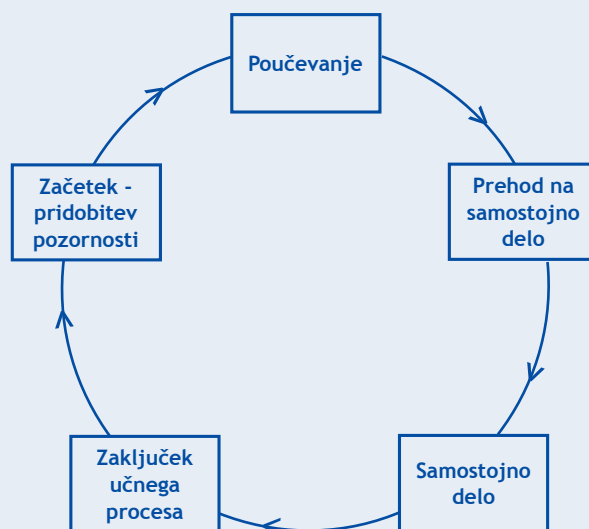 Poučevanje
Začetek -
pridobitev
pozornosti
Prehod na
samostojno
delo
Zaključek
učnega
procesa
Samostojno
delo